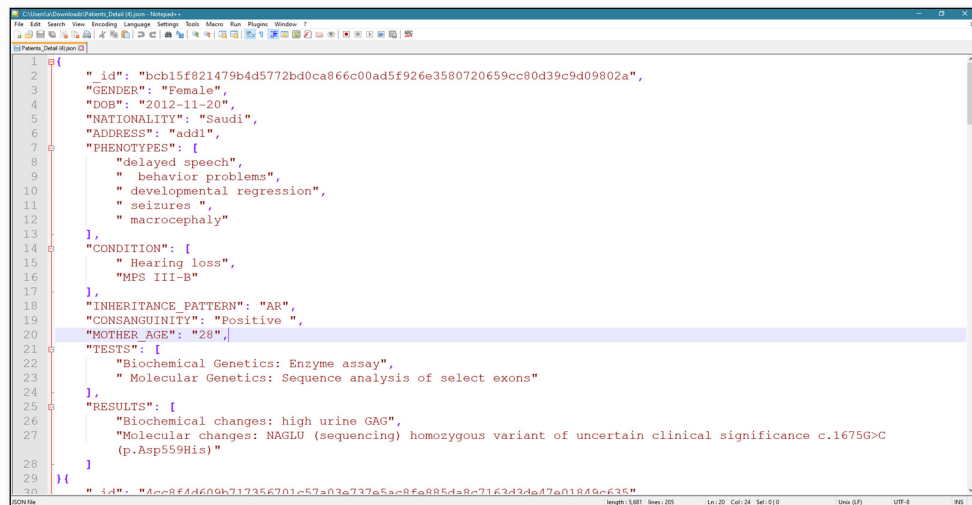 C:\Users\a\Downloads\Patients_Detail (4).json - Notepad++
File Edit Search View Encoding Language Settings Tools Macro Run Plugins Window ?
Patients_Detail (4).json
1 {
2 "_id": "bcb15f821479b4d5772bd0ca866c00ad5f926e3580720659cc80d39c9d09802a",
3 "GENDER": "Female",
4 "DOB": "2012-11-20",
5 "NATIONALITY": "Saudi",
6 "ADDRESS": "add1",
7 "PHENOTYPES": [
8 "delayed speech",
9 "  behavior problems",
10 " developmental regression",
11 " seizures ",
12 " macrocephaly"
13 ],
14 "CONDITION": [
15 " Hearing loss",
16 "MPS III-B"
17 ],
18 "INHERITANCE_PATTERN": "AR",
19 "CONSANGUINITY": "Positive ",
20 "MOTHER_AGE": "28",
21 "TESTS": [
22 "Biochemical Genetics: Enzyme assay",
23 " Molecular Genetics: Sequence analysis of select exons"
24 ],
25 "RESULTS": [
26 "Biochemical changes: high urine GAG",
27 "Molecular changes: NAGLU (sequencing) homozygous variant of uncertain clinical significance c.1675G>C
(p.Asp559His)"
28 ]
29 }{
30 "_id": "4cc8f4d609b717356701c57a03e737e5ac8fe885da8c7163d3de47e01849c635"
JSON file length : 5,681 lines : 205 Ln : 20 Col : 24 Sel : 0 | 0 Unix (LF) UTF-8 INS